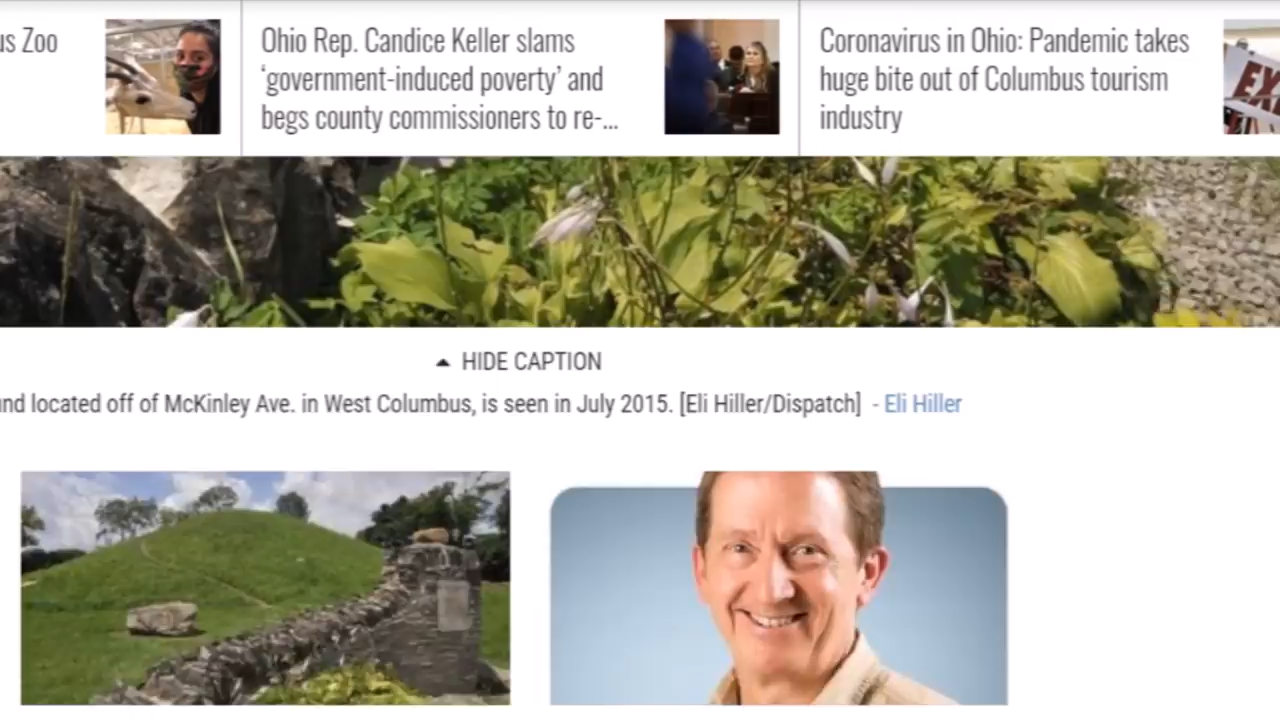 us Zoo
Ohio Rep. Candice Keller slams
‘government-induced poverty’ and
begs county commissioners to re-...
Coronavirus in Ohio: Pandemic takes
huge bite out of Columbus tourism
industry
HIDE CAPTION
und located off of McKinley Ave. in West Columbus, is seen in July 2015. [Eli Hiller/Dispatch] - Eli Hiller